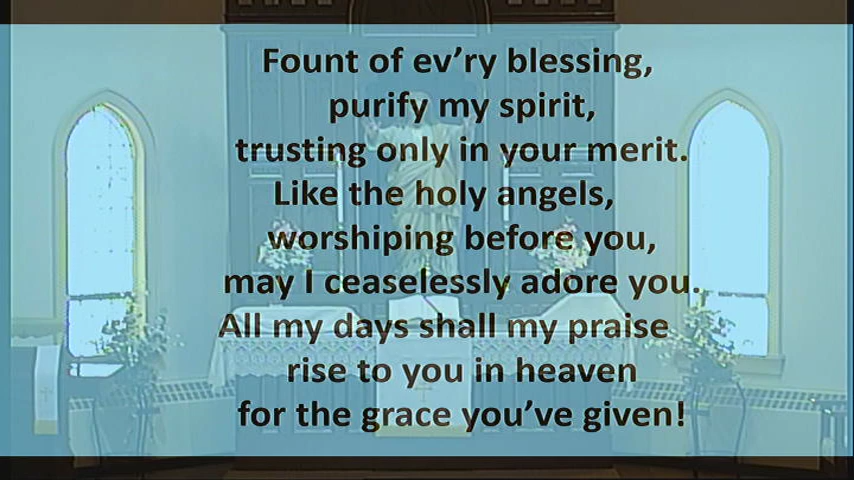 Fount of ev’ry blessing,
purify my spirit,
trusting only in your merit.
Like the holy angels,
worshiping before you,
may I ceaselessly adore you.
All my days shall my praise
rise to you in heaven
for the grace you’ve given!